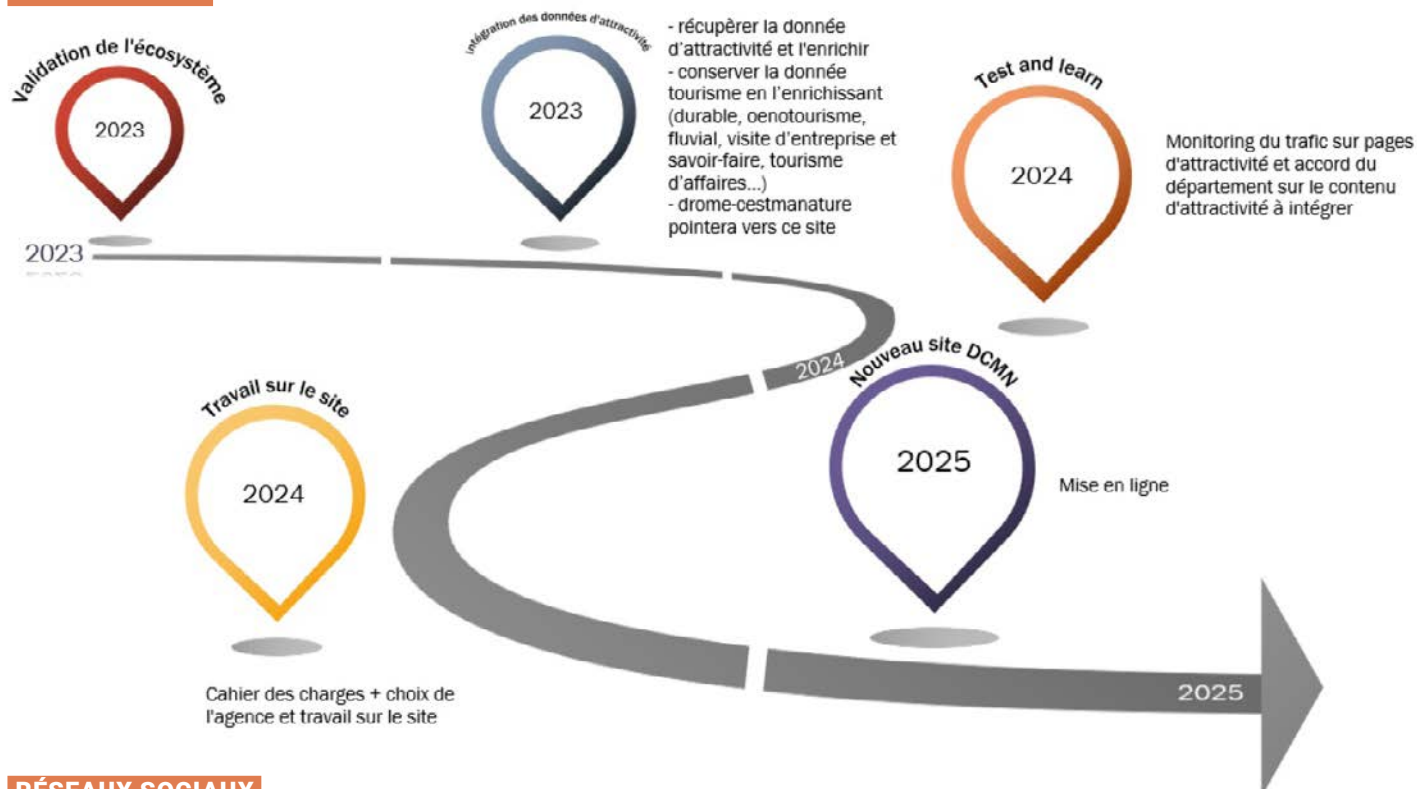 Validation de l'écosystème
2023
2023
intégration des données d'attractivité
2023
- récupèrer la donnée
d'attractivité et l'enrichir
- conserver la donnée
tourisme en l'enrichissant
(durable, oenotourisme,
fluvial, visite d'entreprise et
savoir-faire, tourisme
d'affaires...)
- drome-cestmanature
pointera vers ce site
Test and learn
2024
Monitoring du trafic sur pages
d'attractivité et accord du
département sur le contenu
d'attractivité à intégrer
2024
Travail sur le site
2024
Cahier des charges + choix de
l'agence et travail sur le site
Nouveau site DCMN
2025
Mise en ligne
2025
RÉSEAUX SOCIAUX